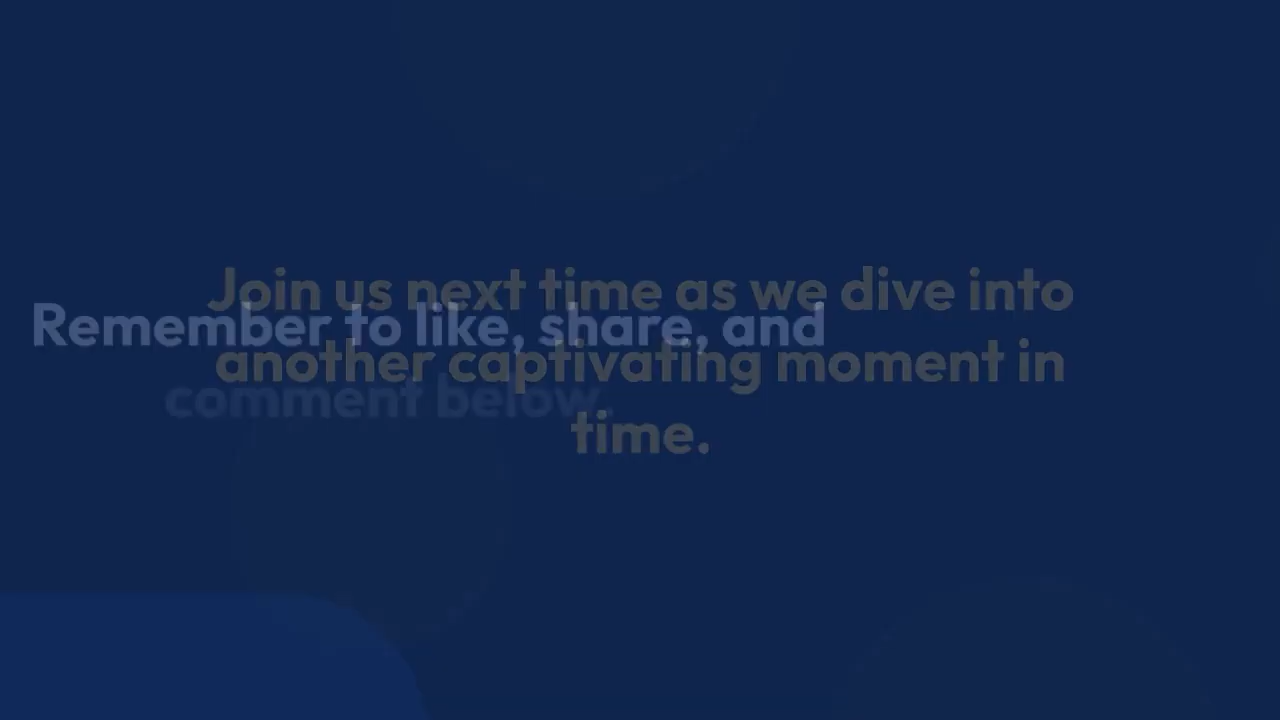 Join us next time as we dive into
another captivating moment in
time.
Remember to like, share, and
comment below.